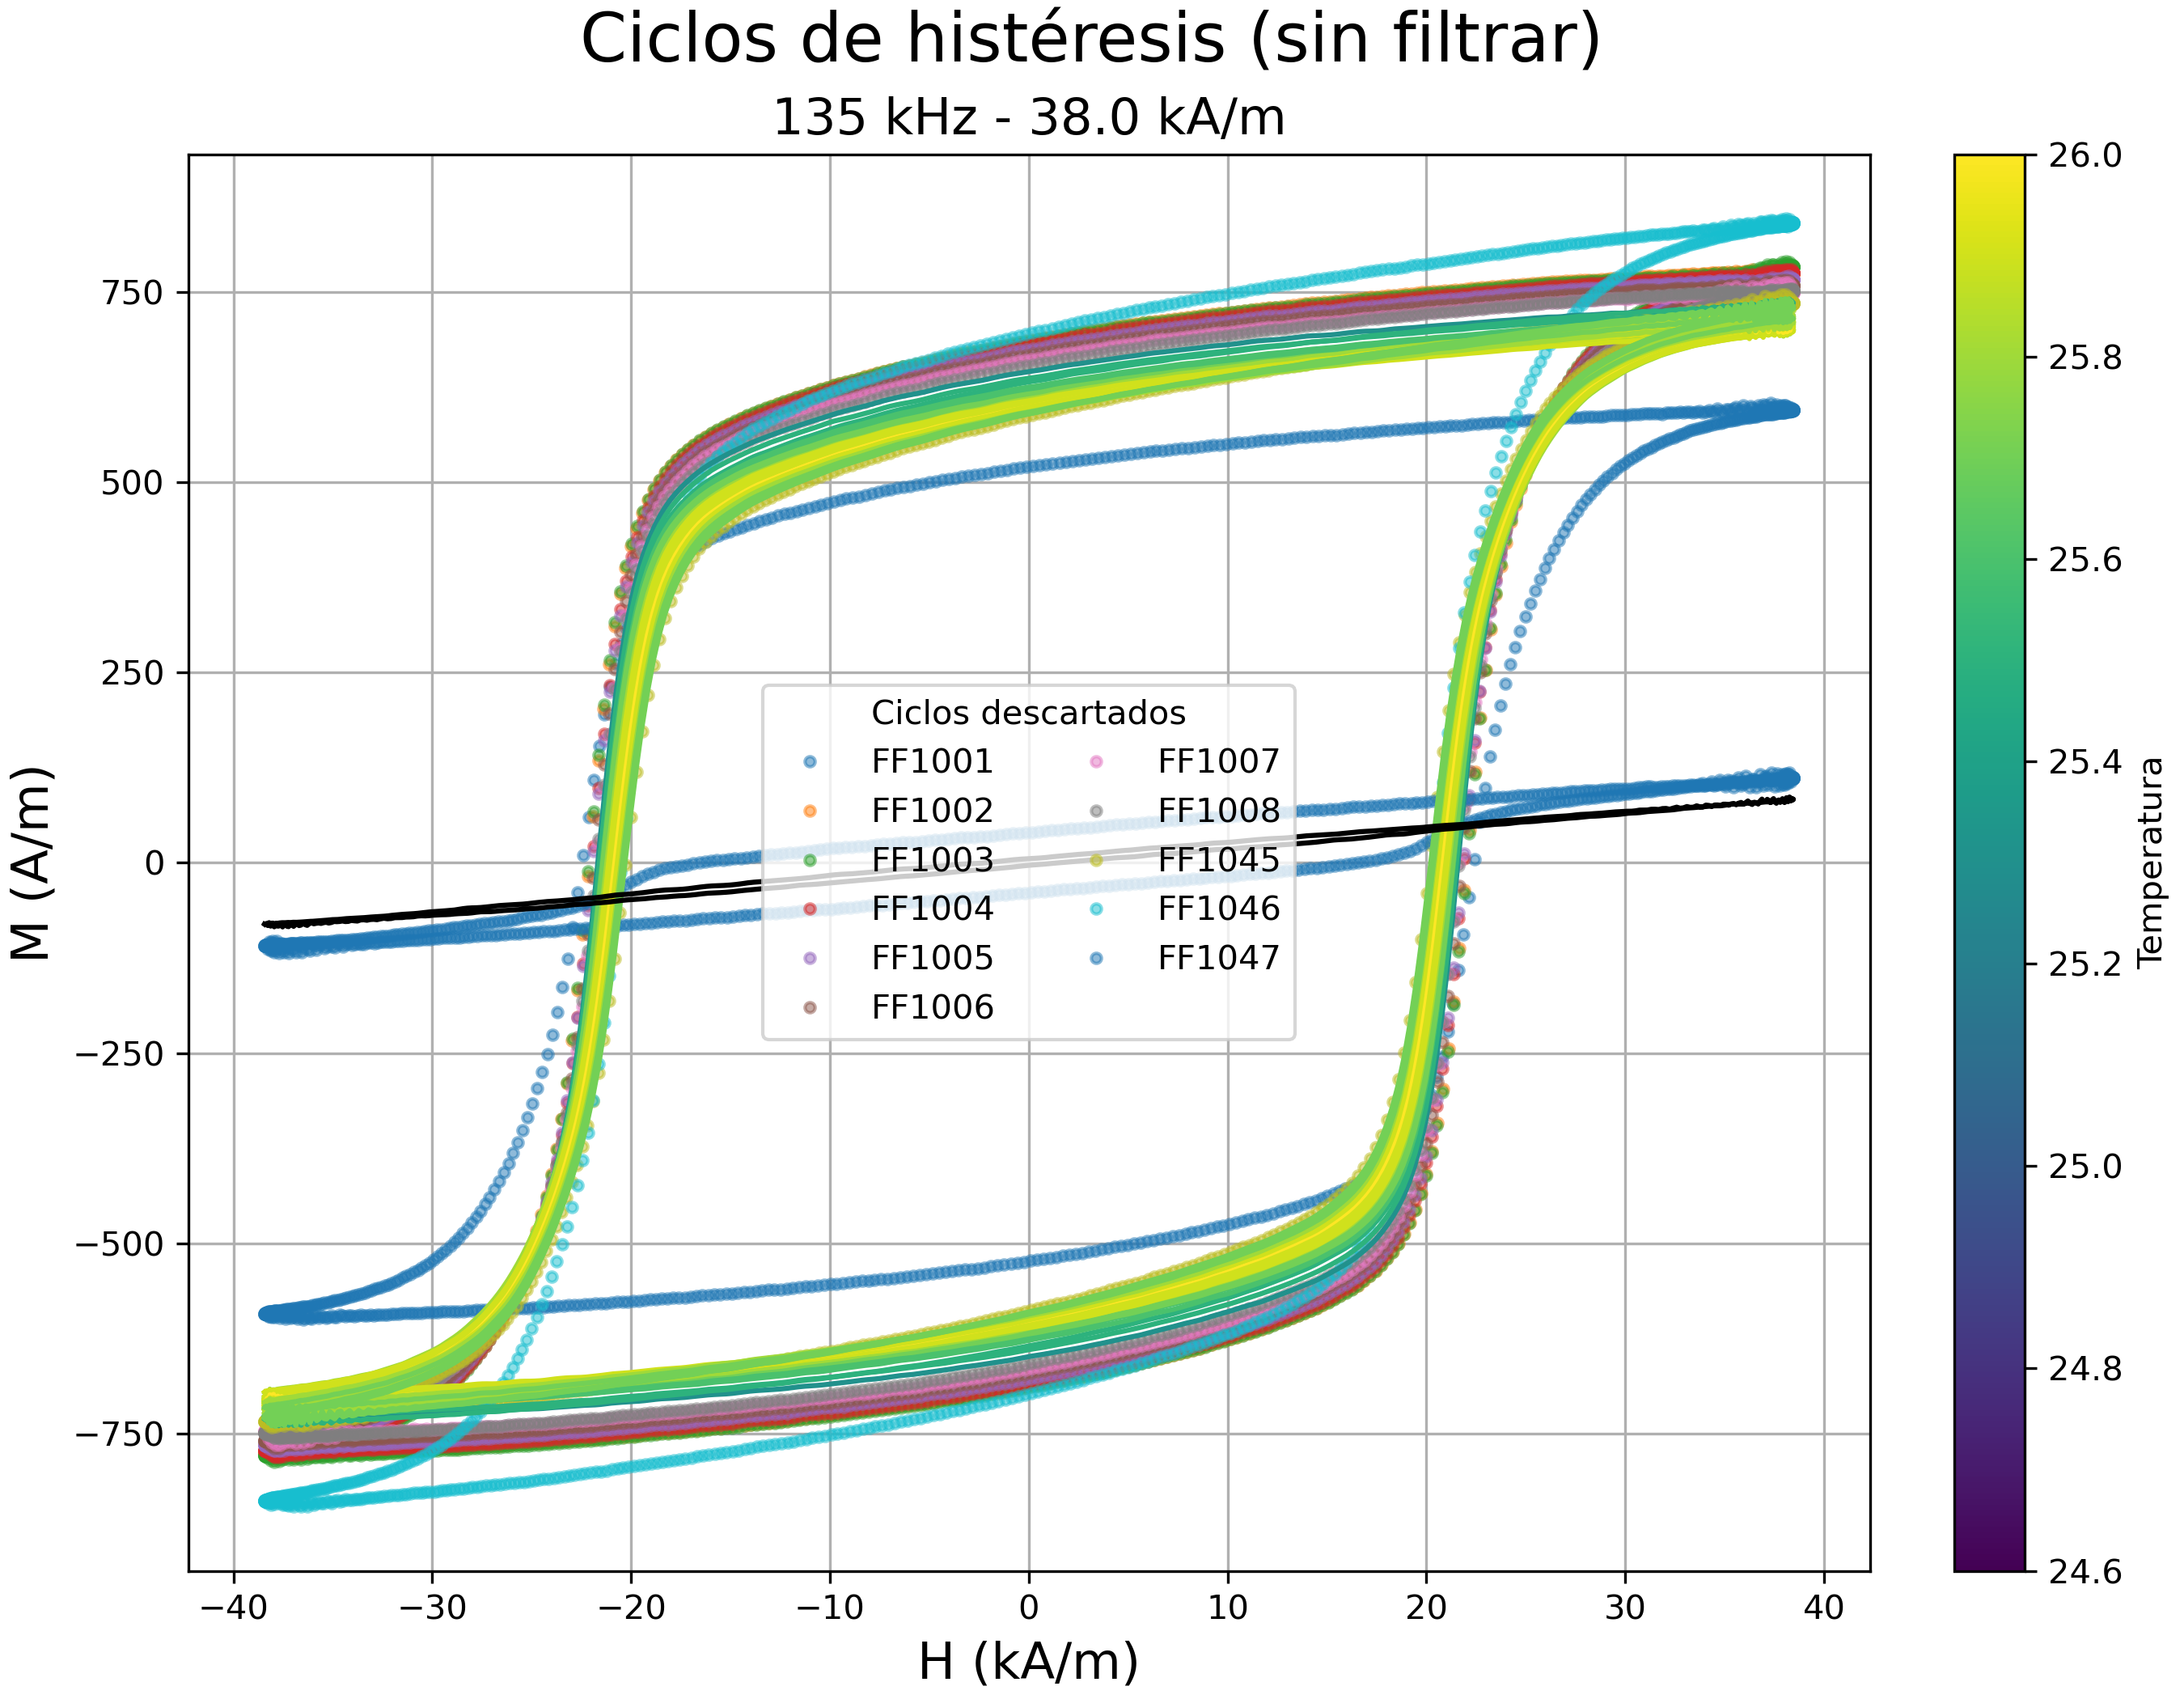 Ciclos de histéresis (sin filtrar)
135 kHz - 38.0 kA/m
M (A/m)
750
500
250
0
−250
−500
−750
Ciclos descartados
FF1001
FF1002
FF1003
FF1004
FF1005
FF1006
FF1007
FF1008
FF1045
FF1046
FF1047
−40 −30 −20 −10 0 10 20 30 40
H (kA/m)
26.0
25.8
25.6
25.4
25.2
25.0
24.8
24.6
Temperatura